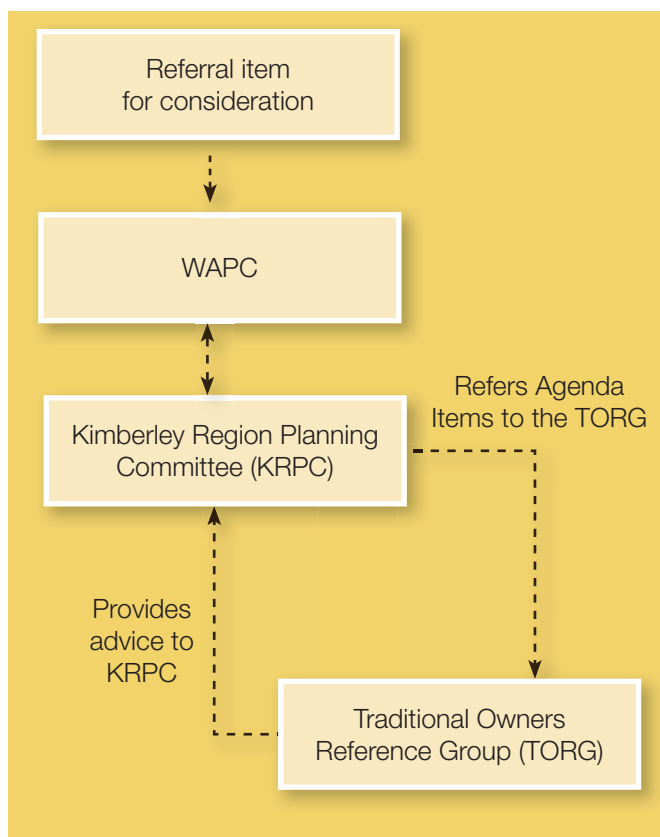 Referral item
for consideration
WAPC
Kimberley Region Planning
Committee (KRPC)
Refers Agenda
Items to the TORG
Provides
advice to
KRPC
Traditional Owners
Reference Group (TORG)